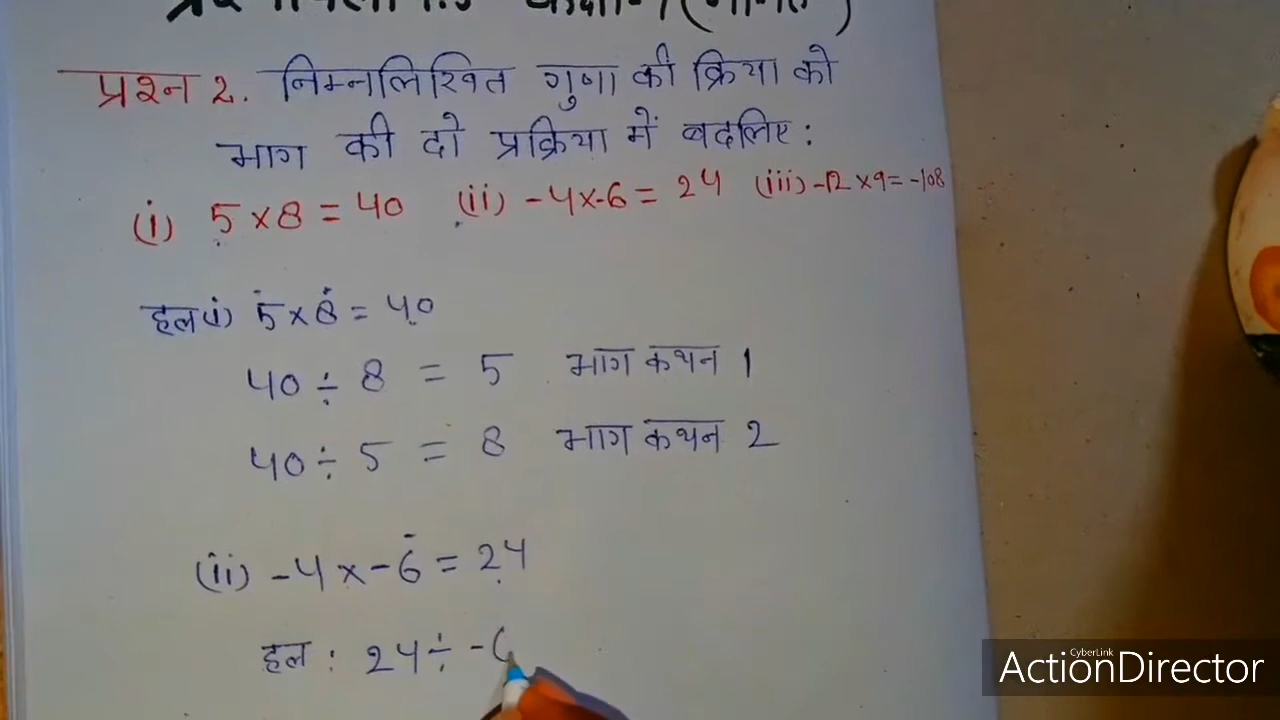 प्रश्न 2. निम्नलिखित गुणा की क्रिया को
भाग की दो प्रक्रिया में बदलिए:
(i) 5 × 8 = 40 (ii) -4 × -6 = 24 (iii) -12 × 9 = -108
हल (i) 5 × 8 = 40
40 ÷ 8 = 5 भाग कथन 1
40 ÷ 5 = 8 भाग कथन 2
(ii) -4 × -6 = 24
हल : 24 ÷ -
CyberLink
ActionDirector